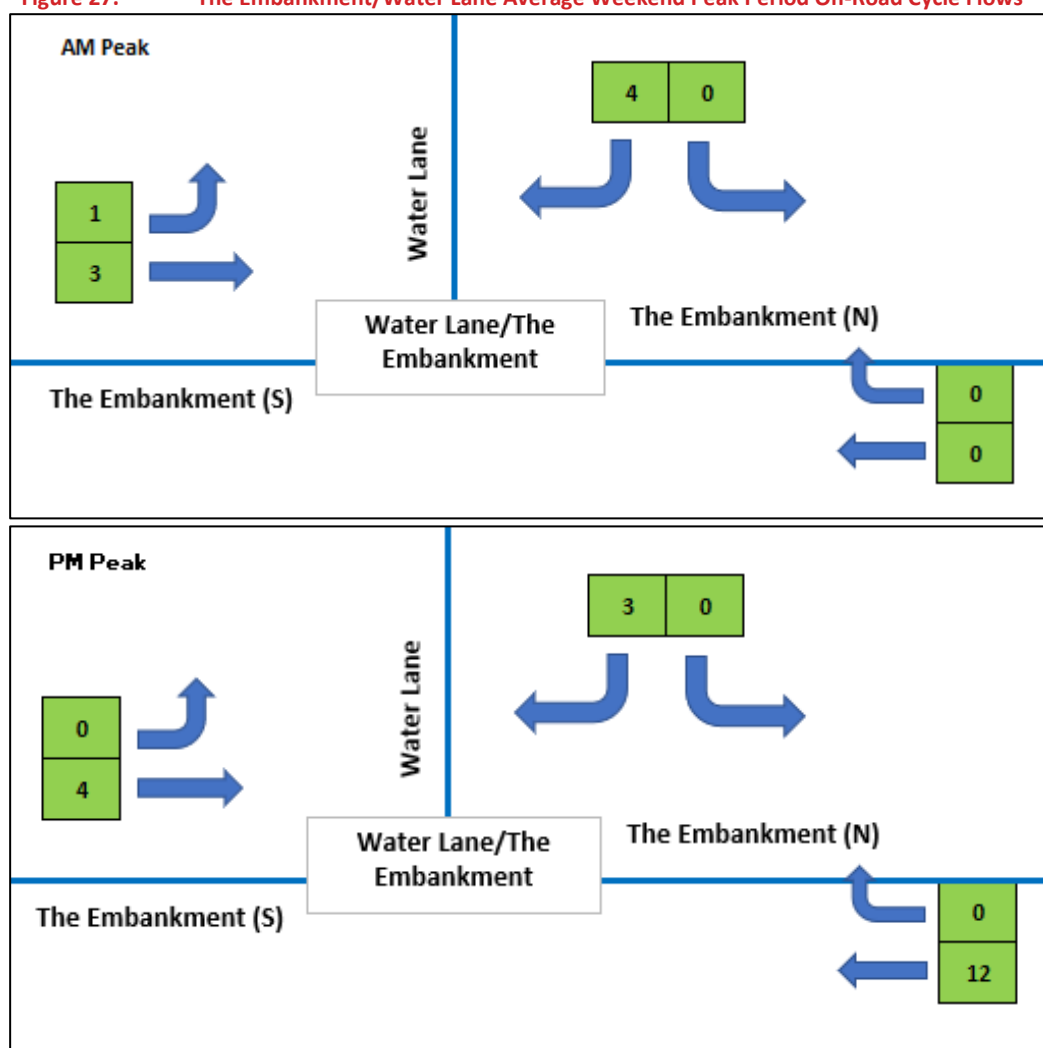 Figure 27: The Embankment/Water Lane Average Weekend Peak Period On-Road Cycle Flows
AM Peak
4 0
Water Lane
1
3
Water Lane/The
Embankment
The Embankment (N)
The Embankment (S)
0
0
PM Peak
3 0
Water Lane
0
4
Water Lane/The
Embankment
The Embankment (N)
The Embankment (S)
0
12